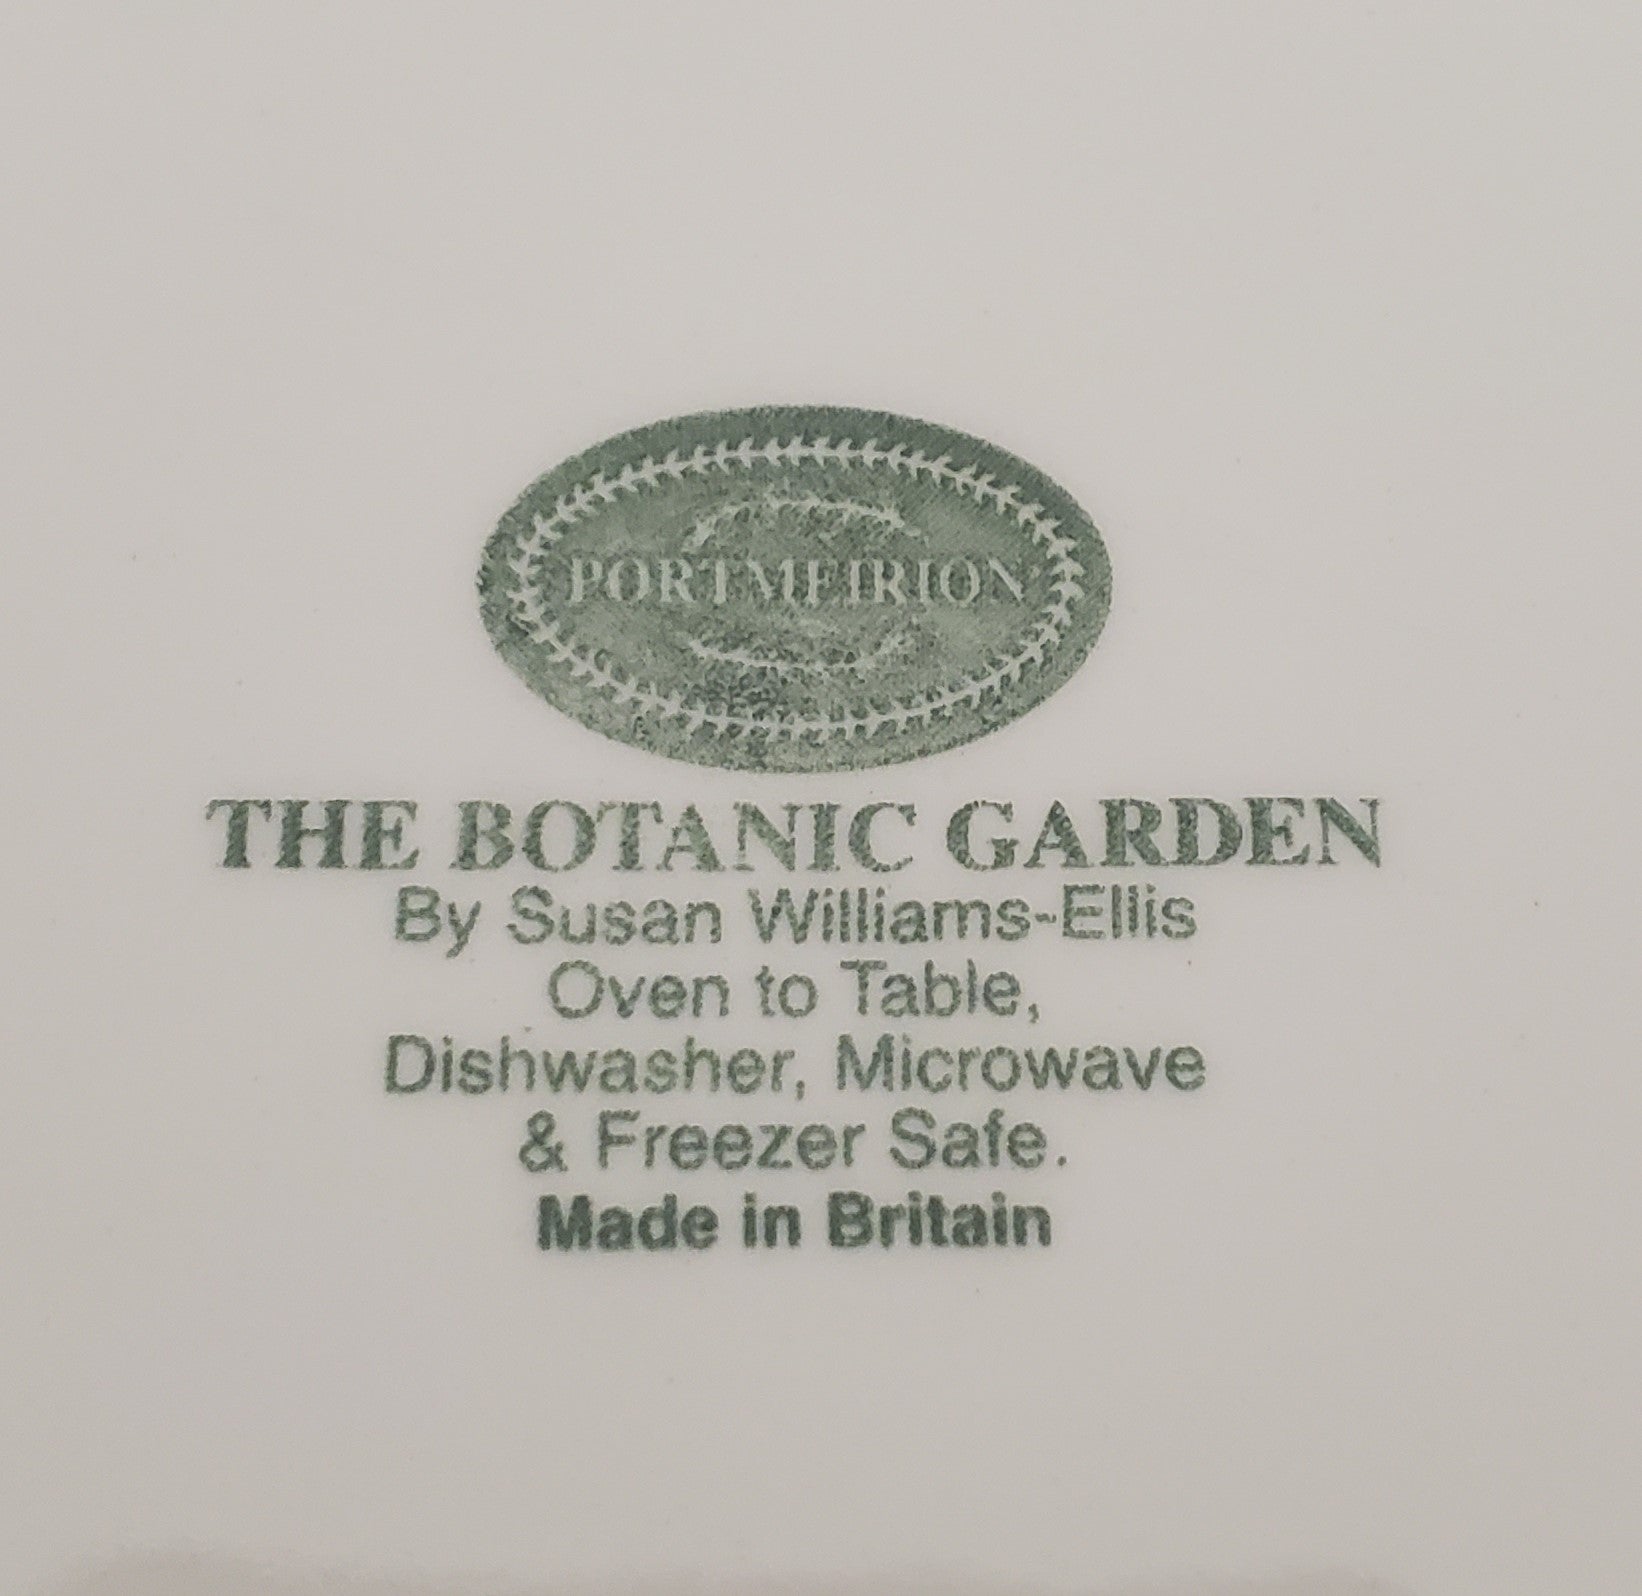 PORTMEIRION
THE BOTANIC GARDEN
By Susan Williams-Ellis
Oven to Table,
Dishwasher, Microwave
& Freezer Safe.
Made in Britain